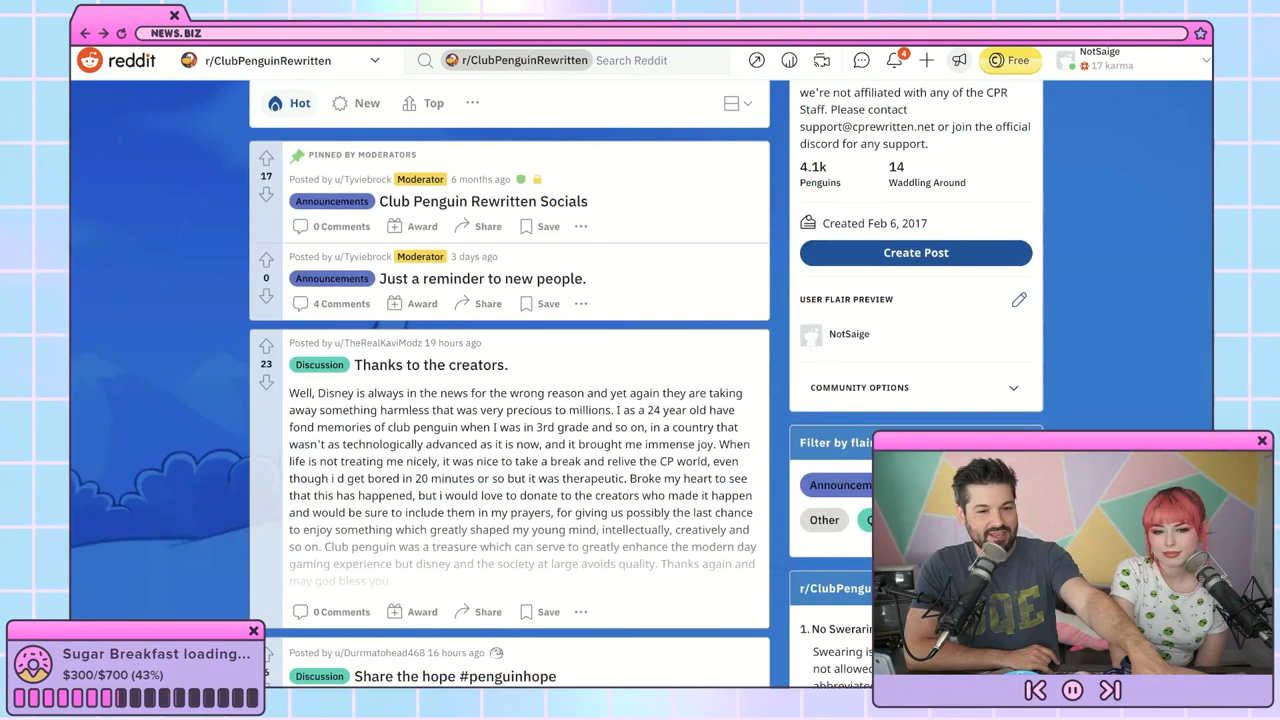 NEWS.BIZ
reddit
r/ClubPenguinRewritten
r/ClubPenguinRewritten Search Reddit
4
Free
NotSaige
17 karma
Hot
New
Top
17
PINNED BY MODERATORS
Posted by u/Tyviebrock Moderator 6 months ago
Announcements Club Penguin Rewritten Socials
0 Comments Award Share Save
0
Posted by u/Tyviebrock Moderator 3 days ago
Announcements Just a reminder to new people.
4 Comments Award Share Save
23
Posted by u/TheRealKaviModz 19 hours ago
Discussion Thanks to the creators.
Well, Disney is always in the news for the wrong reason and yet again they are taking
away something harmless that was very precious to millions. I as a 24 year old have
fond memories of club penguin when I was in 3rd grade and so on, in a country that
wasn't as technologically advanced as it is now, and it brought me immense joy. When
life is not treating me nicely, it was nice to take a break and relive the CP world, even
though i d get bored in 20 minutes or so but it was therapeutic. Broke my heart to see
that this has happened, but i would love to donate to the creators who made it happen
and would be sure to include them in my prayers, for giving us possibly the last chance
to enjoy something which greatly shaped my young mind, intellectually, creatively and
so on. Club penguin was a treasure which can serve to greatly enhance the modern day
gaming experience but disney and the society at large avoids quality. Thanks again and
may god bless you.
0 Comments Award Share Save
Posted by u/Durrmatohead468 16 hours ago
Discussion Share the hope #penguinhope
we're not affiliated with any of the CPR
Staff. Please contact
support@cprewritten.net or join the official
discord for any support.
4.1k
Penguins
14
Waddling Around
Created Feb 6, 2017
Create Post
USER FLAIR PREVIEW
NotSaige
COMMUNITY OPTIONS
Filter by flai
Announcem
Other
r/ClubPengu
1. No Swerarin
Swearing is
not allowed
abbreviated
Sugar Breakfast loading...
$300/$700 (43%)